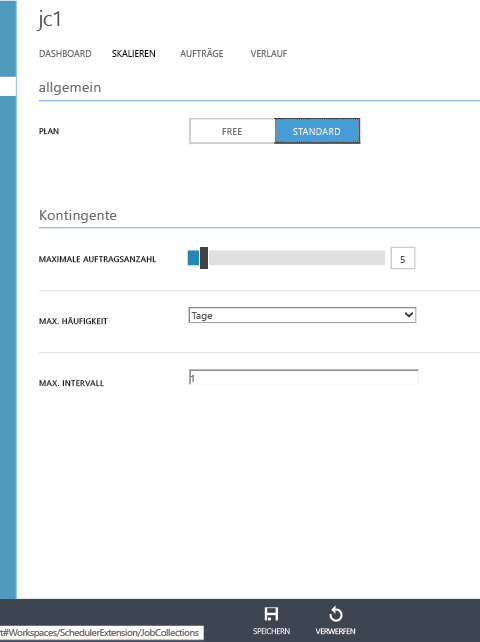 jc1
DASHBOARD SKALIEREN AUFTRÄGE VERLAUF
allgemein
PLAN FREE STANDARD
Kontingente
MAXIMALE AUFTRAGSANZAHL 5
MAX. HÄUFIGKEIT Tage
MAX. INTERVALL 1
SPEICHERN VERWERFEN
t#Workspaces/SchedulerExtension/JobCollections